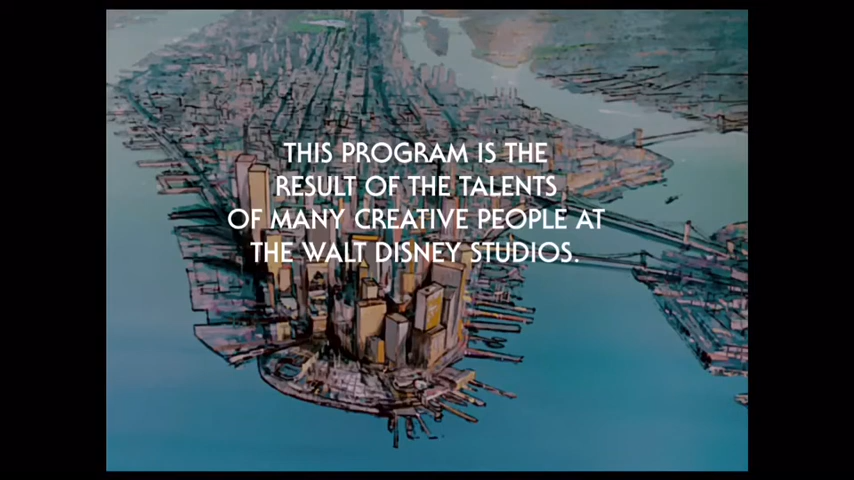 THIS PROGRAM IS THE
RESULT OF THE TALENTS
OF MANY CREATIVE PEOPLE AT
THE WALT DISNEY STUDIOS.